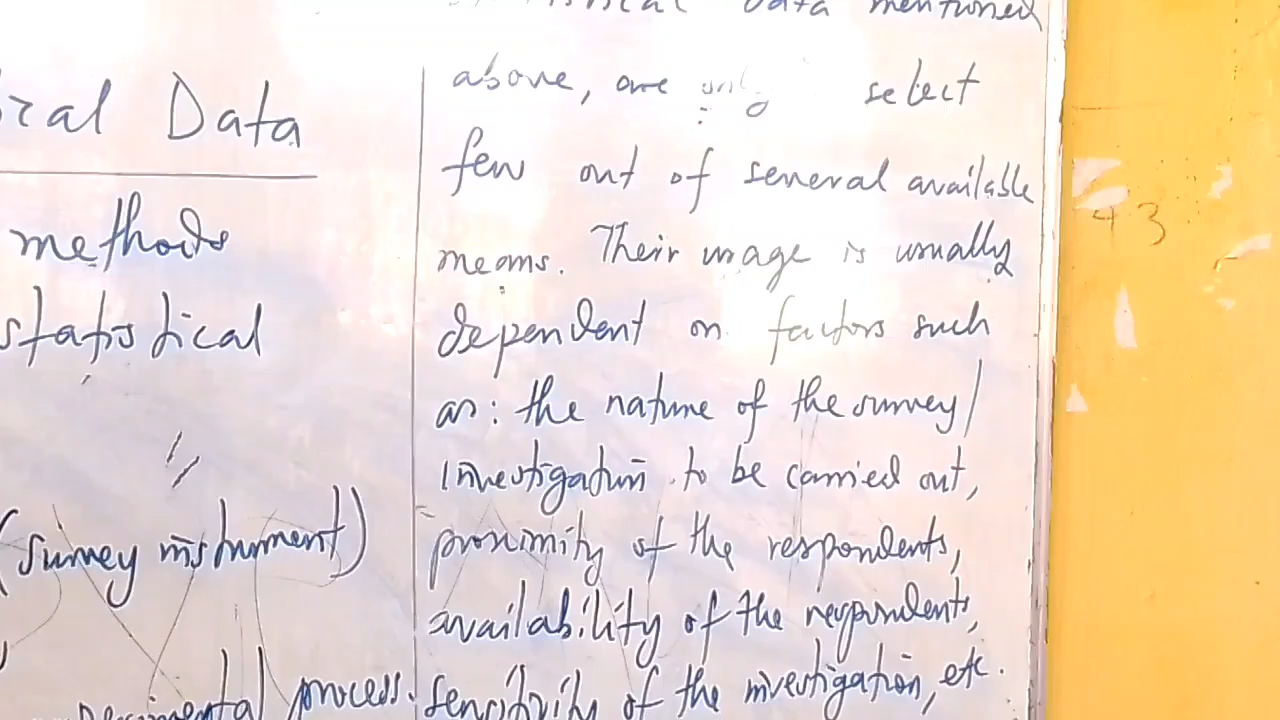 Data
methods
statistical
"
(survey instrument)
process.
Data mentioned
above, are only select
few out of several available
means. Their usage is usually
dependent on factors such
as: the nature of the survey/
investigation to be carried out,
proximity of the respondents,
availability of the respondents,
sensitivity of the investigation, etc.
43